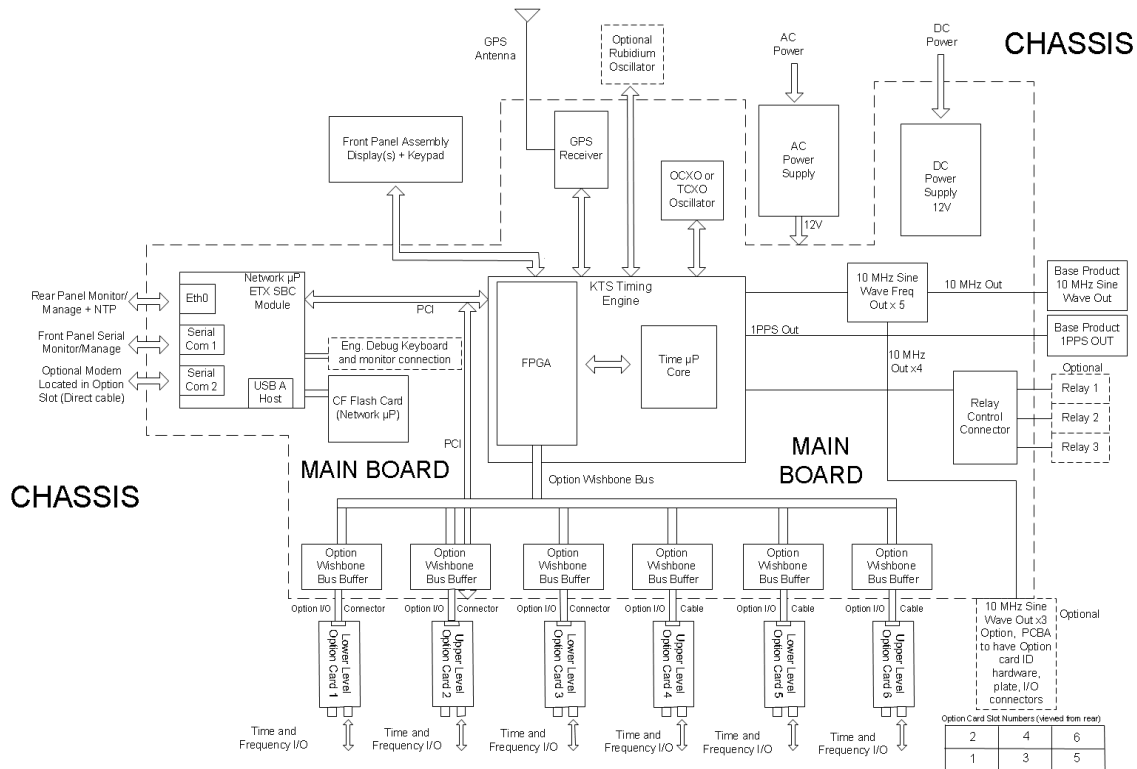 GPS
Antenna
Optional
Rubidium
Oscillator
AC
Power
DC
Power
CHASSIS
Front Panel Assembly
Display(s) + Keypad
GPS
Receiver
OCXO or
TCXO
Oscillator
AC
Power
Supply
12V
DC
Power
Supply
12V
Rear Panel Monitor/
Manage + NTP
Front Panel Serial
Monitor/Manage
Optional Modem
Located in Option
Slot (Direct cable)
Network µP
ETX SBC
Module
Eth0
Serial
Com 1
Serial
Com 2
USB A
Host
PCI
Eng. Debug Keyboard
and monitor connection
CF Flash Card
(Network µP)
PCI
KTS Timing
Engine
FPGA
Time µP
Core
10 MHz Sine
Wave Freq
Out x 5
10 MHz Out
Base Product
10 MHz Sine
Wave Out
1PPS Out
Base Product
1PPS OUT
10 MHz
Out x4
Optional
Relay
Control
Connector
Relay 1
Relay 2
Relay 3
MAIN BOARD
MAIN
BOARD
CHASSIS
Option Wishbone Bus
Option
Wishbone
Bus Buffer
Option
Wishbone
Bus Buffer
Option
Wishbone
Bus Buffer
Option
Wishbone
Bus Buffer
Option
Wishbone
Bus Buffer
Option
Wishbone
Bus Buffer
Option I/O Connector
Option I/O Connector
Option I/O Connector
Option I/O Cable
Option I/O Cable
Option I/O Cable
Lower Level
Option Card 1
Upper Level
Option Card 2
Lower Level
Option Card 3
Upper Level
Option Card 4
Lower Level
Option Card 5
Upper Level
Option Card 6
Time and
Frequency I/O
Time and
Frequency I/O
Time and
Frequency I/O
Time and
Frequency I/O
Time and
Frequency I/O
Time and
Frequency I/O
10 MHz Sine
Wave Out x3
Option, PCBA
to have Option
card ID
hardware,
plate, I/O
connectors
Optional
Option Card Slot Numbers (viewed from rear)
2 4 6
1 3 5